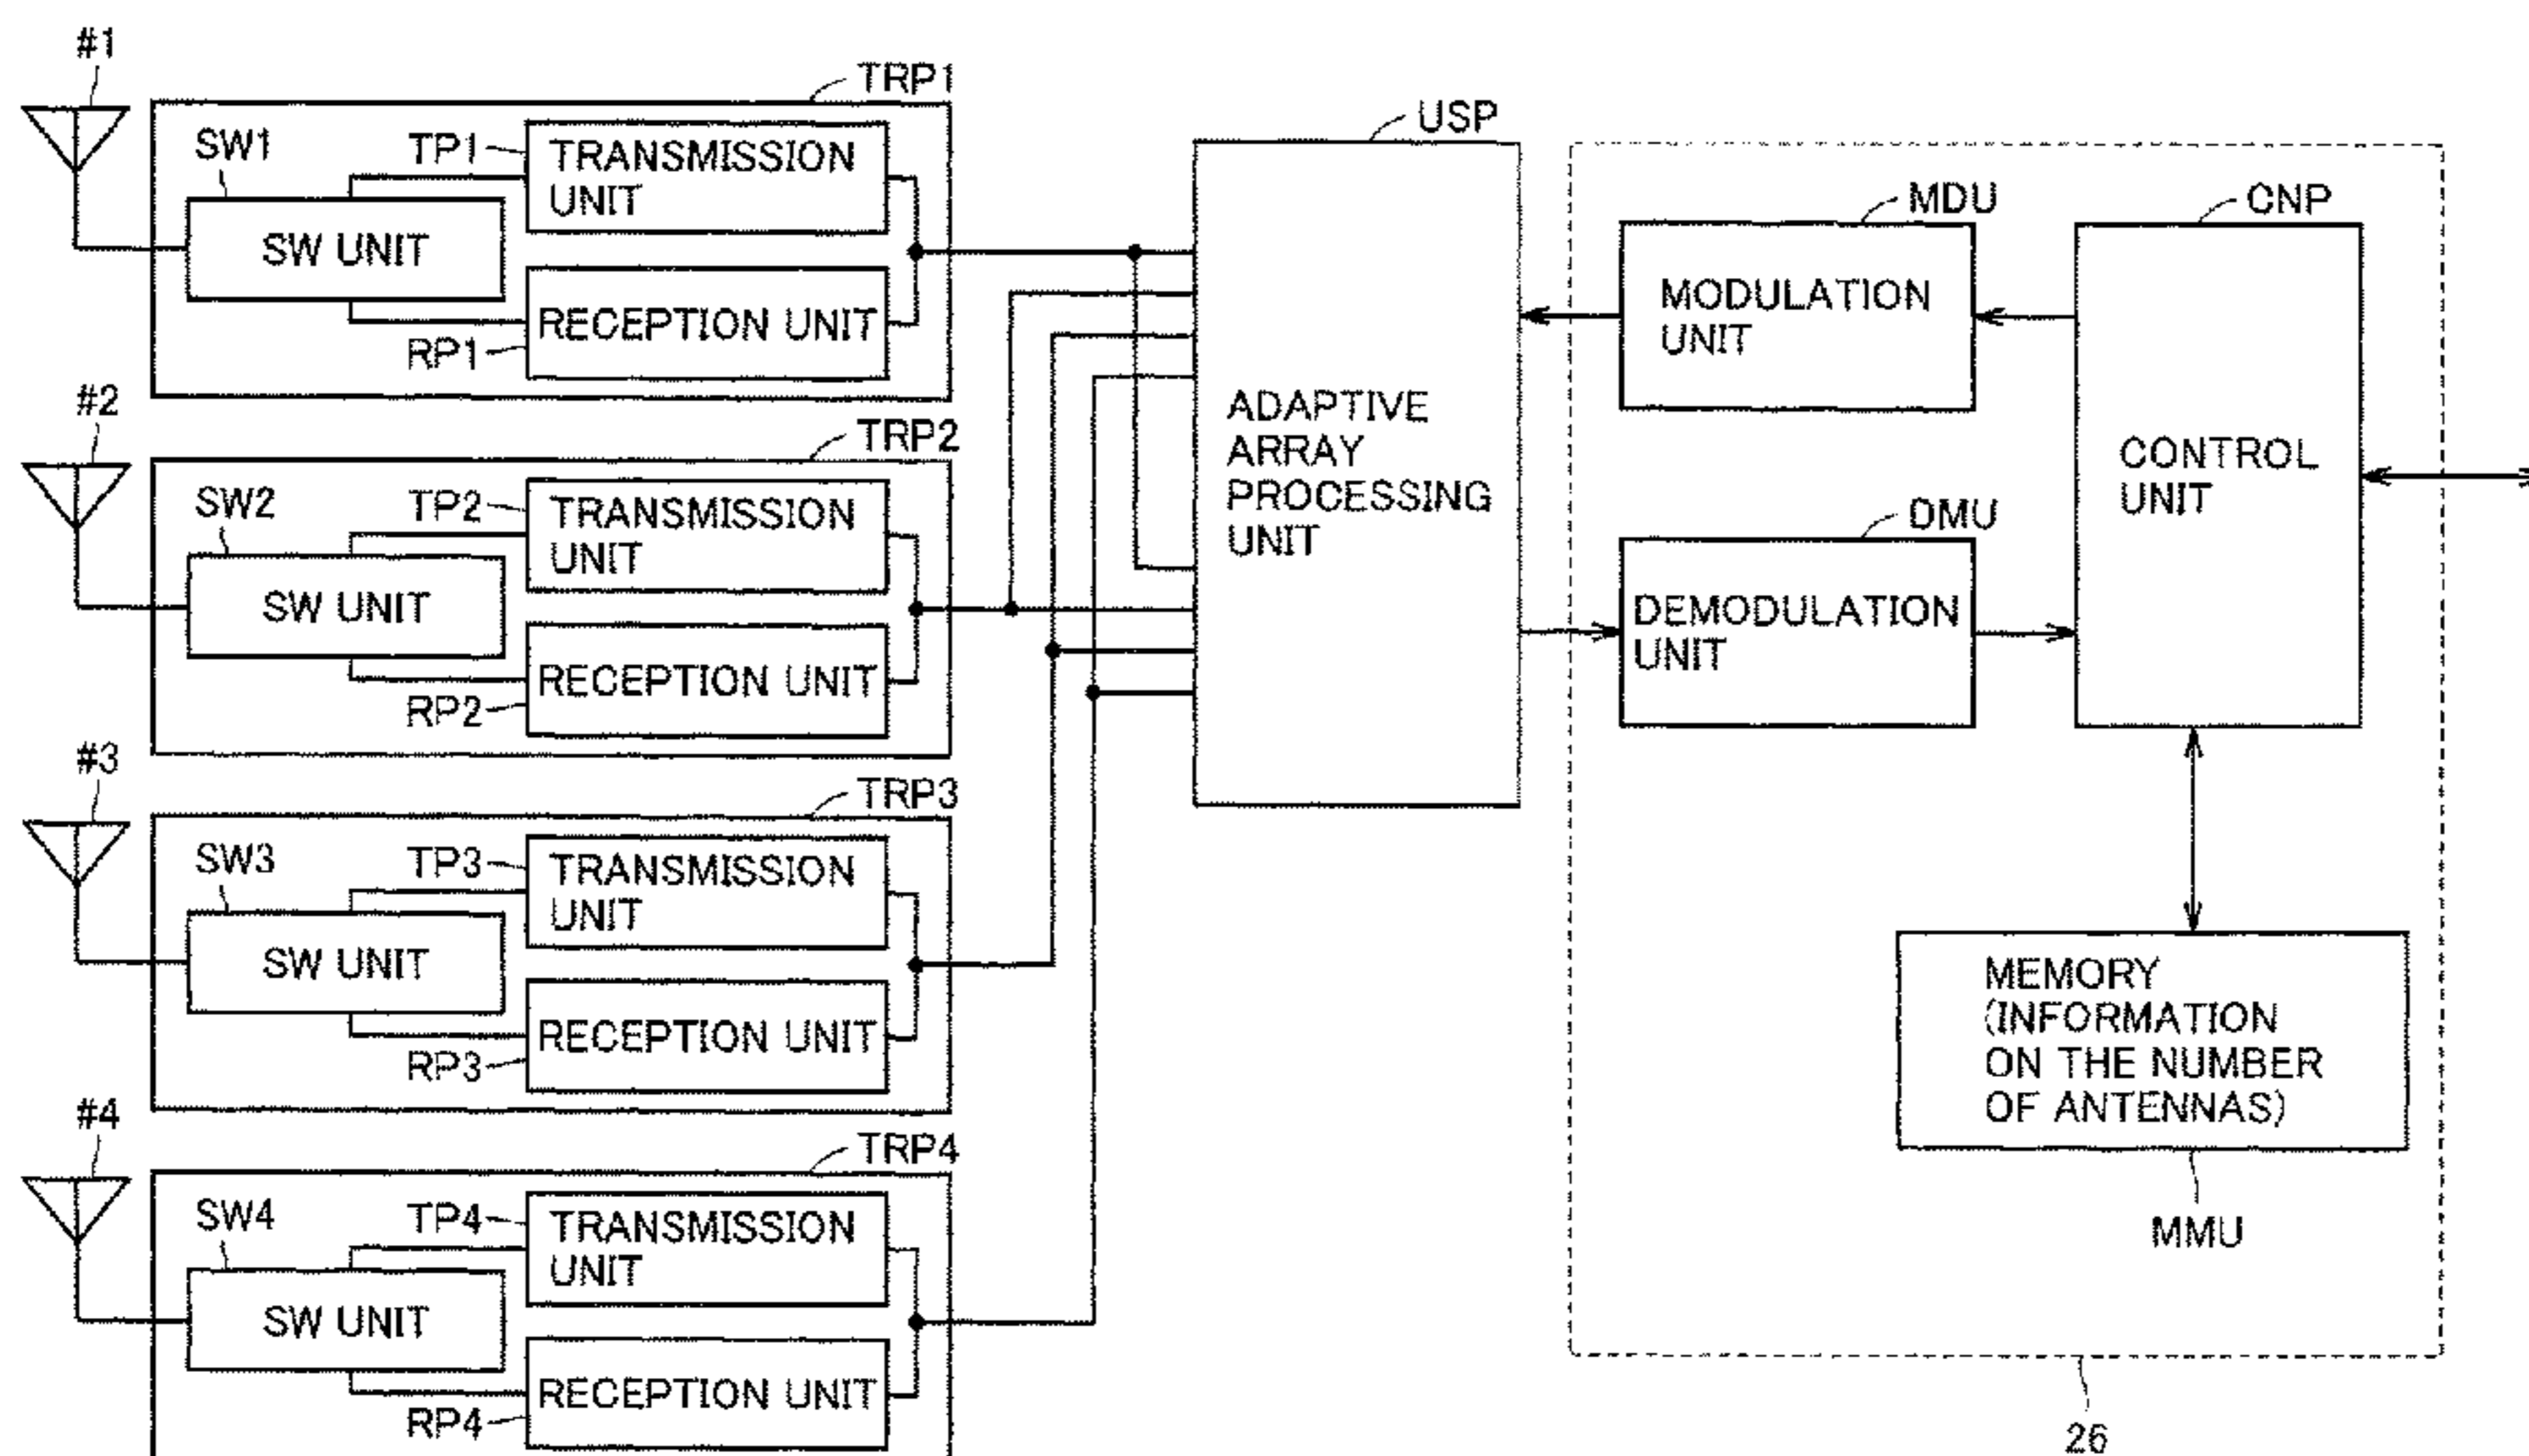 #1
TRP1
SW1
TP1
TRANSMISSION
UNIT
SW UNIT
RECEPTION UNIT
RP1
#2
TRP2
SW2
TP2
TRANSMISSION
UNIT
SW UNIT
RECEPTION UNIT
RP2
#3
TRP3
SW3
TP3
TRANSMISSION
UNIT
SW UNIT
RECEPTION UNIT
RP3
#4
TRP4
SW4
TP4
TRANSMISSION
UNIT
SW UNIT
RECEPTION UNIT
RP4
USP
ADAPTIVE
ARRAY
PROCESSING
UNIT
MDU
MODULATION
UNIT
DMU
DEMODULATION
UNIT
CNP
CONTROL
UNIT
MEMORY
(INFORMATION
ON THE NUMBER
OF ANTENNAS)
MMU
26